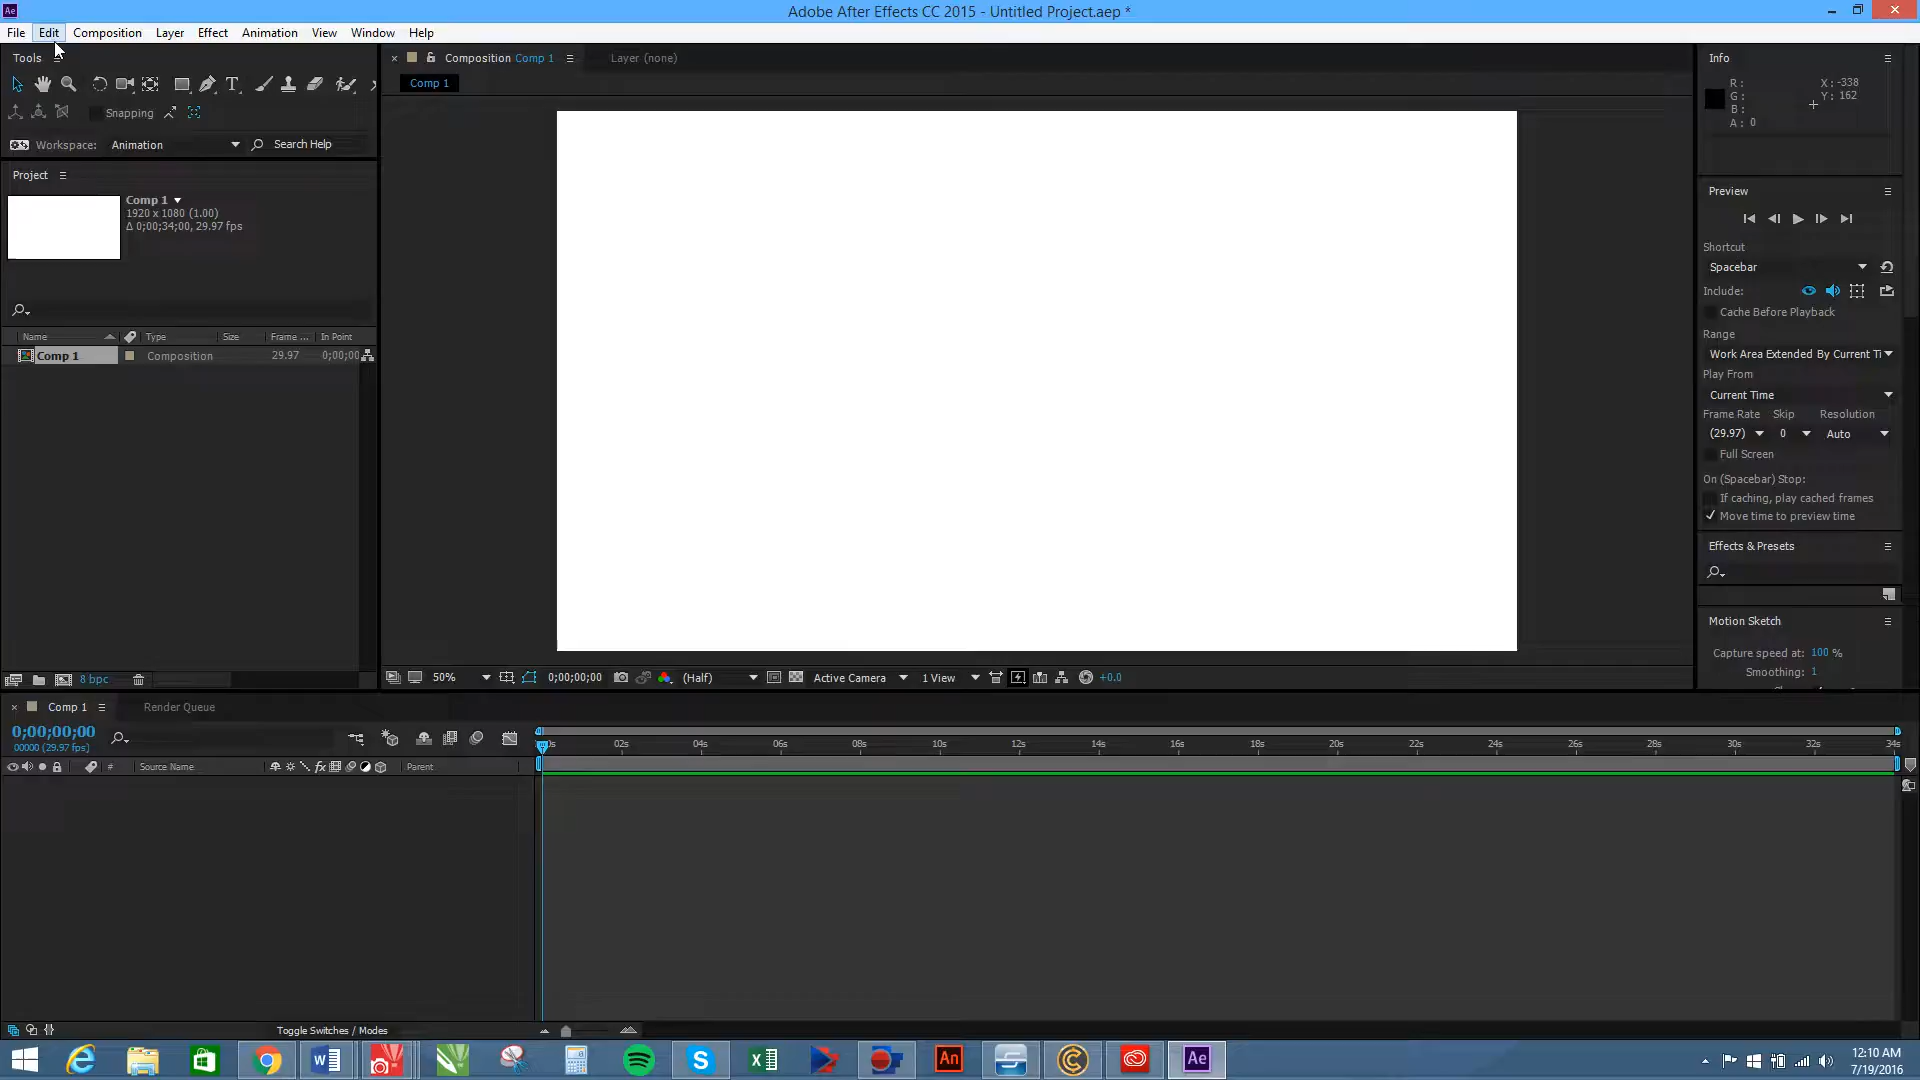 Ae
Adobe After Effects CC 2015 - Untitled Project.aep *
File Edit Composition Layer Effect Animation View Window Help
Tools
Composition Comp 1
Layer (none)
Comp 1
Snapping
Workspace: Animation
Search Help
Project
Comp 1
1920 x 1080 (1.00)
Δ 0;00;34;00, 29.97 fps
Name Type Size Frame ... In Point
Comp 1 Composition 29.97 0;00;00
8 bpc
50%
0;00;00;00
(Half)
Active Camera
1 View
+0.0
Info
R :
G :
B :
A : 0
X : -338
Y : 162
Preview
Shortcut
Spacebar
Include:
Cache Before Playback
Range
Work Area Extended By Current Ti
Play From
Current Time
Frame Rate Skip Resolution
(29.97) 0 Auto
Full Screen
On (Spacebar) Stop:
If caching, play cached frames
Move time to preview time
Effects & Presets
Motion Sketch
Capture speed at: 100 %
Smoothing: 1
Comp 1
Render Queue
0;00;00;00
00000 (29.97 fps)
02s 04s 06s 08s 10s 12s 14s 16s 18s 20s 22s 24s 26s 28s 30s 32s 34s
# Source Name
fx
Parent
Toggle Switches / Modes
An
Ae
12:10 AM
7/19/2016